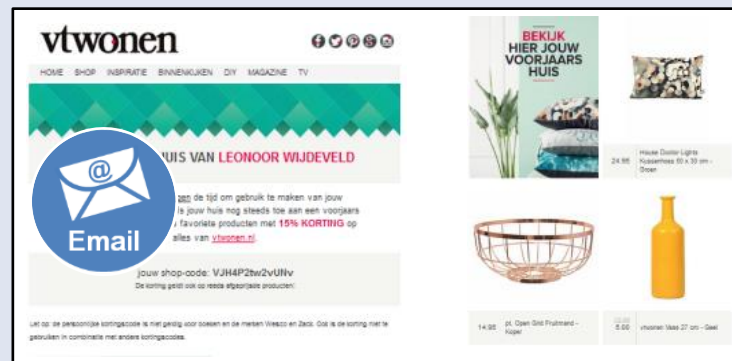 vtwonen
HOME SHOP INSPIRATIE BINNENKIJKEN DIY MAGAZINE TV
HUIS VAN LEONOOR WIJDEVELD
de tijd om gebruik te maken van jouw
jouw huis nog steeds toe aan een voorjaars
favoriete producten met 15% KORTING op
alles van vtwonen.nl.
@
Email
jouw shop-code: VJH4P2tw2vUNv
De korting geldt ook op reeds afgeprijsde producten!
Let op: de persoonlijke kortingscode is niet geldig voor boeken en de merken Wesco en Zack. Ook is de korting niet te
gebruiken in combinatie met andere kortingscodes.
BEKIJK
HIER JOUW
VOORJAARS
HUIS
24.95
House Doctor Lights
Kussenhoes 50 x 30 cm -
Groen
14.95
pt. Open Grid Fruitmand -
Koper
5.00
vtwonen Vaas 27 cm - Geel